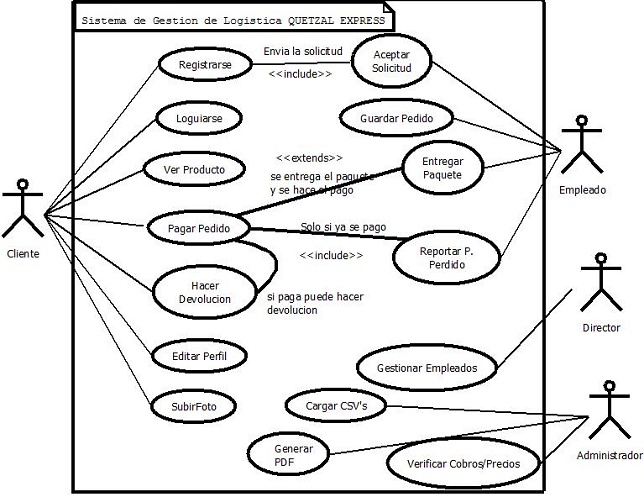 Sistema de Gestion de Logistica QUETZAL EXPRESS
Registrarse
Envia la solicitud
<<include>>
Aceptar
Solicitud
Loguiarse
Guardar Pedido
Ver Producto
<<extends>>
se entrega el paquete
y se hace el pago
Entregar
Paquete
Empleado
Cliente
Pagar Pedido
Solo si ya se pago
<<include>>
Reportar P.
Perdido
Hacer
Devolucion
si paga puede hacer
devolucion
Director
Editar Perfil
Gestionar Empleados
SubirFoto
Cargar CSV's
Generar
PDF
Verificar Cobros/Precios
Administrador